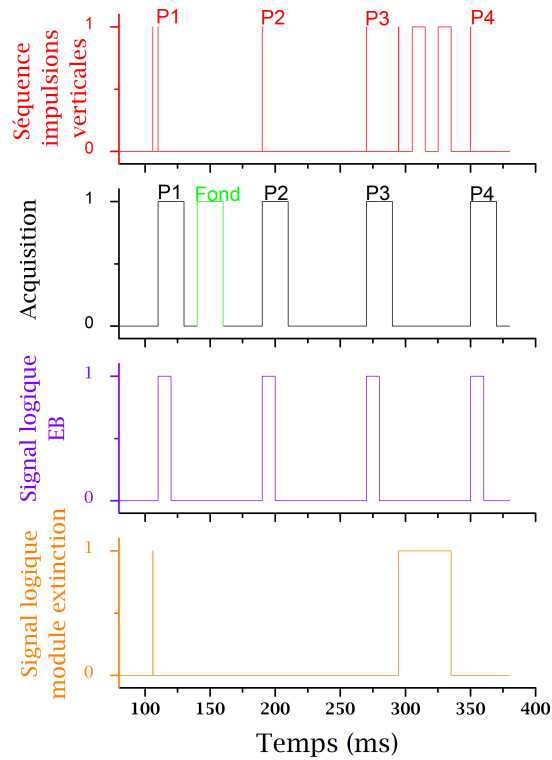 Séquence
impulsions
verticales
1
0
P1
P2
P3
P4
Acquisition
1
0
P1
Fond
P2
P3
P4
Signal logique
EB
1
0
Signal logique
module extinction
1
0
100
150
200
250
300
350
400
Temps (ms)